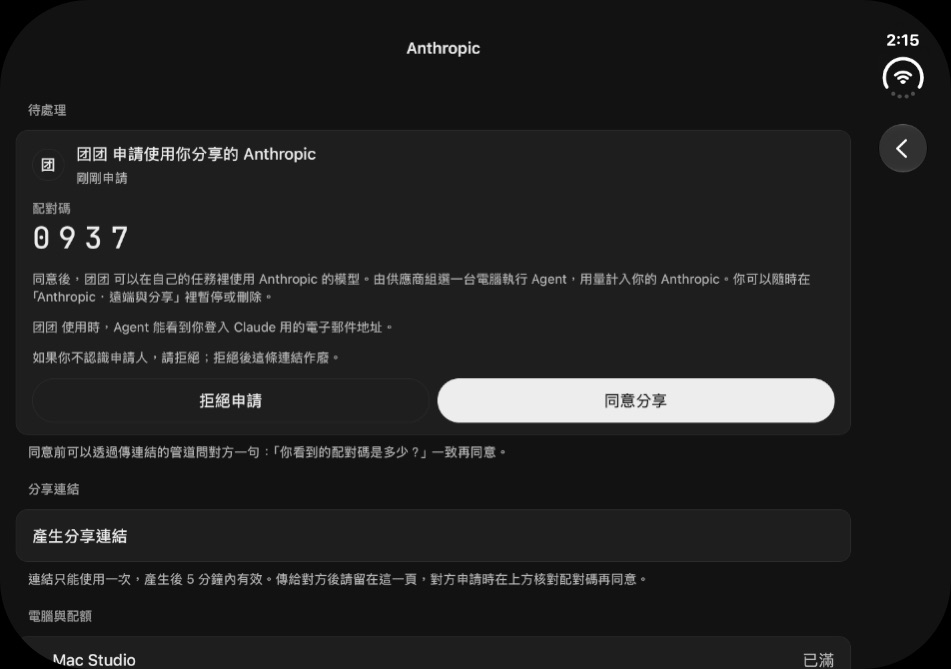 Anthropic
2:15
待處理
团
团团 申請使用你分享的 Anthropic
剛剛申請
配對碼
0937
同意後，团团 可以在自己的任務裡使用 Anthropic 的模型。由供應商組選一台電腦執行 Agent，用量計入你的 Anthropic。你可以隨時在
「Anthropic · 遠端與分享」裡暫停或刪除。
团团 使用時，Agent 能看到你登入 Claude 用的電子郵件地址。
如果你不認識申請人，請拒絕；拒絕後這條連結作廢。
拒絕申請
同意分享
同意前可以透過傳連結的管道問對方一句：「你看到的配對碼是多少？」一致再同意。
分享連結
產生分享連結
連結只能使用一次，產生後 5 分鐘內有效。傳給對方後請留在這一頁，對方申請時在上方核對配對碼再同意。
電腦與配額
Mac Studio
已滿